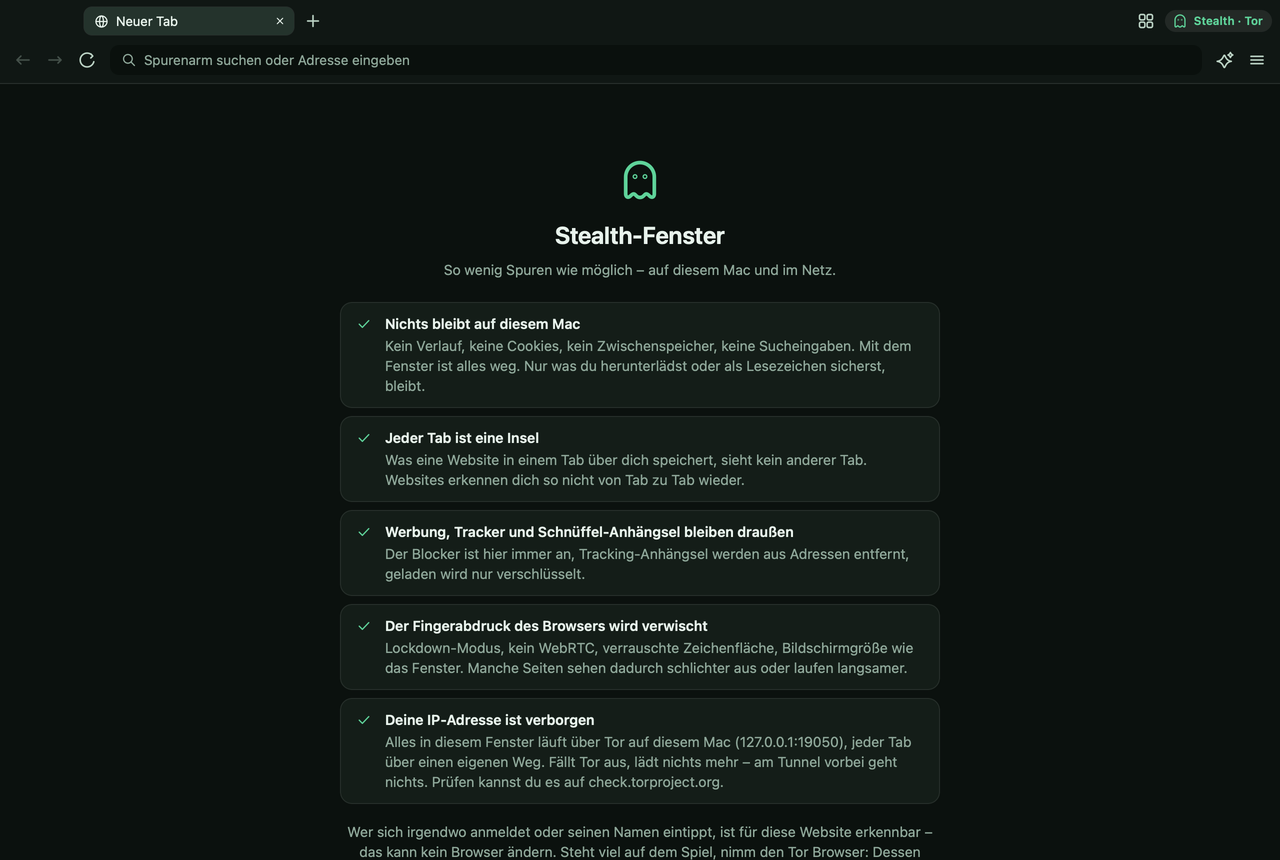 Neuer Tab
Stealth · Tor
Spurenarm suchen oder Adresse eingeben
Stealth-Fenster
So wenig Spuren wie möglich – auf diesem Mac und im Netz.
Nichts bleibt auf diesem Mac
Kein Verlauf, keine Cookies, kein Zwischenspeicher, keine Sucheingaben. Mit dem
Fenster ist alles weg. Nur was du herunterlädst oder als Lesezeichen sicherst,
bleibt.
Jeder Tab ist eine Insel
Was eine Website in einem Tab über dich speichert, sieht kein anderer Tab.
Websites erkennen dich so nicht von Tab zu Tab wieder.
Werbung, Tracker und Schnüffel-Anhängsel bleiben draußen
Der Blocker ist hier immer an, Tracking-Anhängsel werden aus Adressen entfernt,
geladen wird nur verschlüsselt.
Der Fingerabdruck des Browsers wird verwischt
Lockdown-Modus, kein WebRTC, verrauschte Zeichenfläche, Bildschirmgröße wie
das Fenster. Manche Seiten sehen dadurch schlichter aus oder laufen langsamer.
Deine IP-Adresse ist verborgen
Alles in diesem Fenster läuft über Tor auf diesem Mac (127.0.0.1:19050), jeder Tab
über einen eigenen Weg. Fällt Tor aus, lädt nichts mehr – am Tunnel vorbei geht
nichts. Prüfen kannst du es auf check.torproject.org.
Wer sich irgendwo anmeldet oder seinen Namen eintippt, ist für diese Website erkennbar –
das kann kein Browser ändern. Steht viel auf dem Spiel, nimm den Tor Browser: Dessen